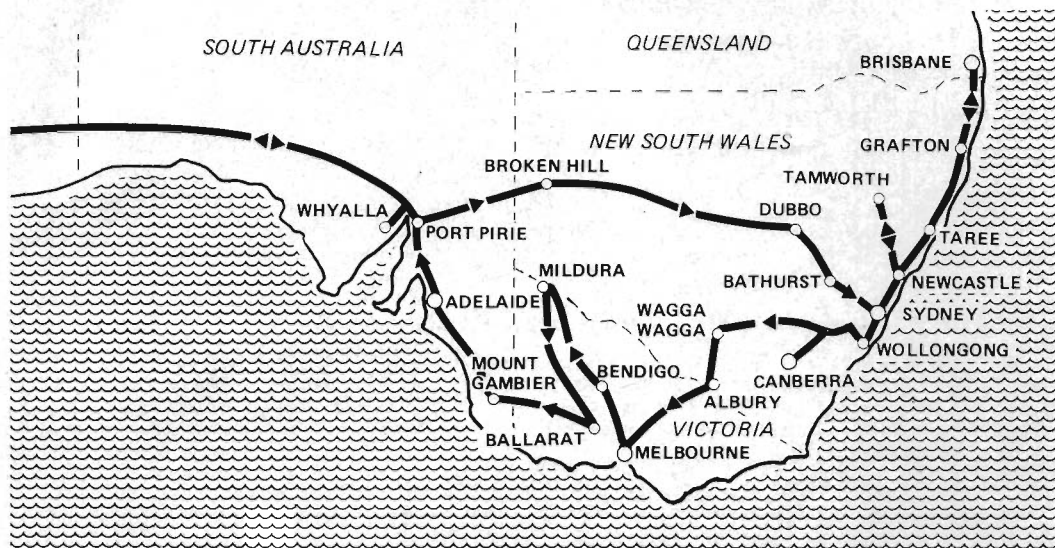 SOUTH AUSTRALIA
QUEENSLAND
BRISBANE
NEW SOUTH WALES
GRAFTON
BROKEN HILL
TAMWORTH
WHYALLA
PORT PIRIE
DUBBO
TAREE
MILDURA
BATHURST
NEWCASTLE
ADELAIDE
WAGGA
WAGGA
SYDNEY
WOLLONGONG
MOUNT
GAMBIER
BENDIGO
CANBERRA
ALBURY
BALLARAT
VICTORIA
MELBOURNE